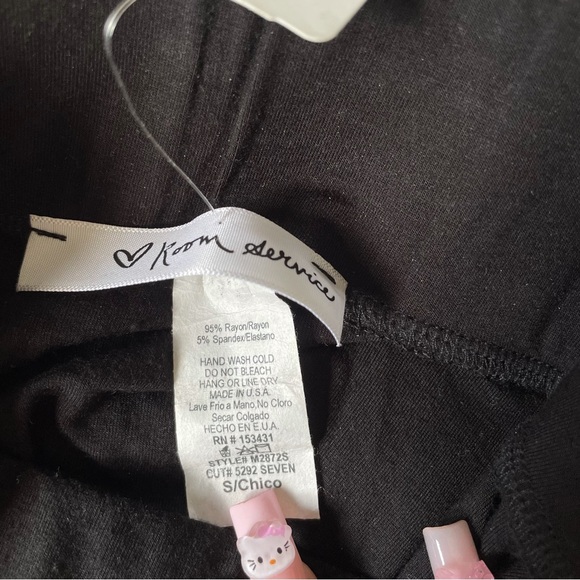 ♡ Room Service
95% Rayon/Rayon
5% Spandex/Elastano
HAND WASH COLD
DO NOT BLEACH
HANG OR LINE DRY
MADE IN U.S.A.
Lave Frio a Mano,No Cloro
Secar Colgado
HECHO EN E.U.A.
RN # 153431
STYLE# M2872S
CUT# 5292 SEVEN
S/Chico